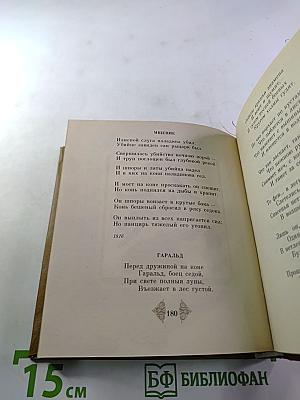 МЩЕНИЕ
Изменой слуга паладина убил:
Убийце завиден сан рыцаря был.
Свершилось убийство ночною порой —
И труп поглощен был глубокой рекой.
И шпоры и латы убийца надел
И в них на коня паладинова сел.
И мост на коне проскакать он спешит,
Но конь поднялся на дыбы и храпит.
Он шпоры вонзает в крутые бока —
Конь бешеный сбросил в реку седока.
Он выплыть из всех напрягается сил:
Но панцирь тяжелый его утопил.
1816
ГАРАЛЬД
Перед дружиной на коне
Гаральд, боец седой,
При свете полныя луны,
Въезжает в лес густой.
180
15 см
БФ БИБЛИОФАН